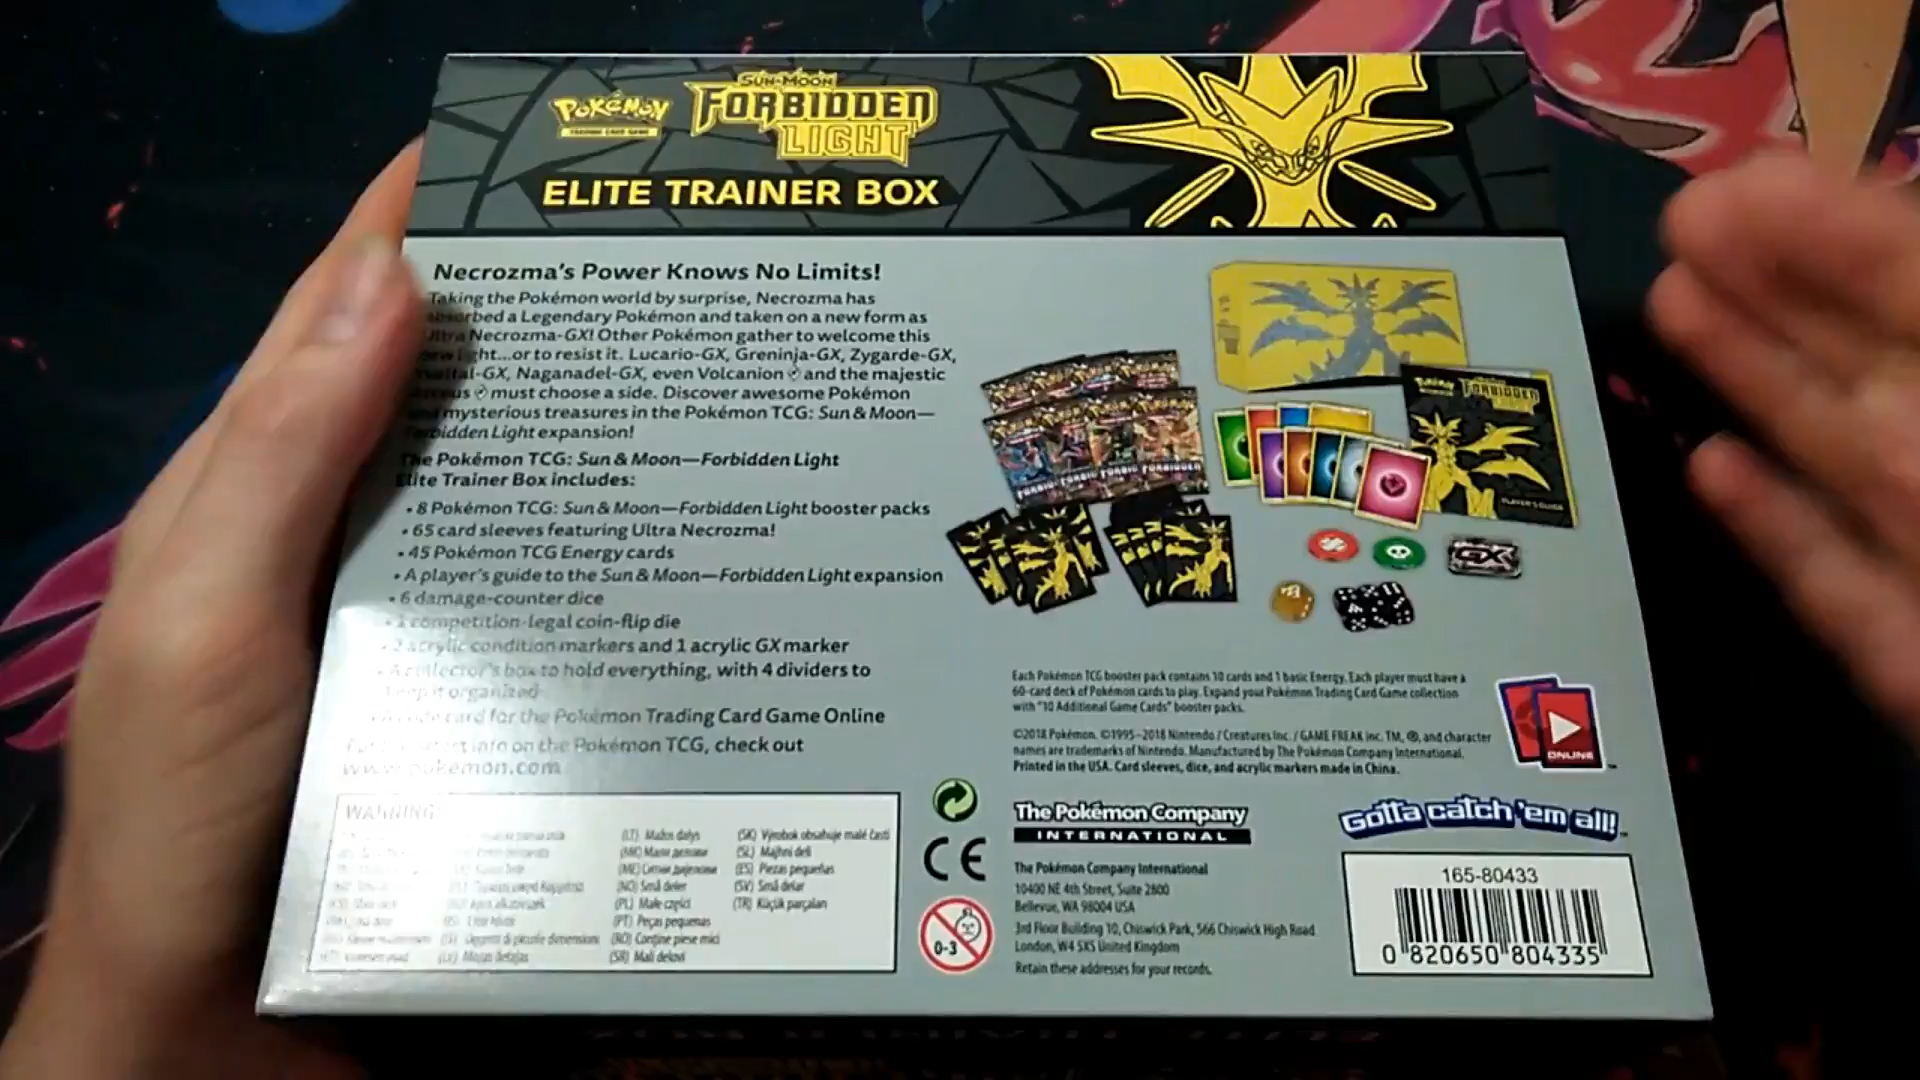 SUN & MOON
Pokémon
TRADING CARD GAME
FORBIDDEN
LIGHT
ELITE TRAINER BOX
Necrozma's Power Knows No Limits!
Taking the Pokémon world by surprise, Necrozma has
absorbed a Legendary Pokémon and taken on a new form as
Ultra Necrozma-GX! Other Pokémon gather to welcome this
new light...or to resist it. Lucario-GX, Greninja-GX, Zygarde-GX,
Yveltal-GX, Naganadel-GX, even Volcanion and the majestic
must choose a side. Discover awesome Pokémon
and mysterious treasures in the Pokémon TCG: Sun & Moon—
Forbidden Light expansion!
The Pokémon TCG: Sun & Moon—Forbidden Light
Elite Trainer Box includes:
• 8 Pokémon TCG: Sun & Moon—Forbidden Light booster packs
• 65 card sleeves featuring Ultra Necrozma!
• 45 Pokémon TCG Energy cards
• A player's guide to the Sun & Moon—Forbidden Light expansion
• 6 damage-counter dice
• 1 competition-legal coin-flip die
• 2 acrylic condition markers and 1 acrylic GX marker
• A collector's box to hold everything, with 4 dividers to
keep it organized
• A code card for the Pokémon Trading Card Game Online
info on the Pokémon TCG, check out
www.pokemon.com
WARNING
(LT) Mažos dalys
(SK) Výrobok obsahuje malé časti
(MK) Мали делови
(SL) Majhni deli
(ME) Ситни дијелови
(ES) Piezas pequeñas
(NO) Små deler
(SV) Små delar
(PL) Małe części
(TR) Küçük parçaları
(PT) Peças pequenas
(RO) Conține piese mici
(SR) Mali delovi
FORBIDDEN
PLAYER'S GUIDE
GX
Each Pokémon TCG booster pack contains 10 cards and 1 basic Energy. Each player must have a
60-card deck of Pokémon cards to play. Expand your Pokémon Trading Card Game collection
with "10 Additional Game Cards" booster packs.
©2018 Pokémon. ©1995–2018 Nintendo / Creatures Inc. / GAME FREAK inc. TM, ®, and character
names are trademarks of Nintendo. Manufactured by The Pokémon Company International.
Printed in the USA. Card sleeves, dice, and acrylic markers made in China.
ONLINE
CE
0-3
The Pokémon Company
INTERNATIONAL
The Pokémon Company International
10400 NE 4th Street, Suite 2800
Bellevue, WA 98004 USA
3rd Floor Building 10, Chiswick Park, 566 Chiswick High Road
London, W4 5XS United Kingdom
Retain these addresses for your records.
Gotta catch 'em all!
165-80433
0 820650 804335